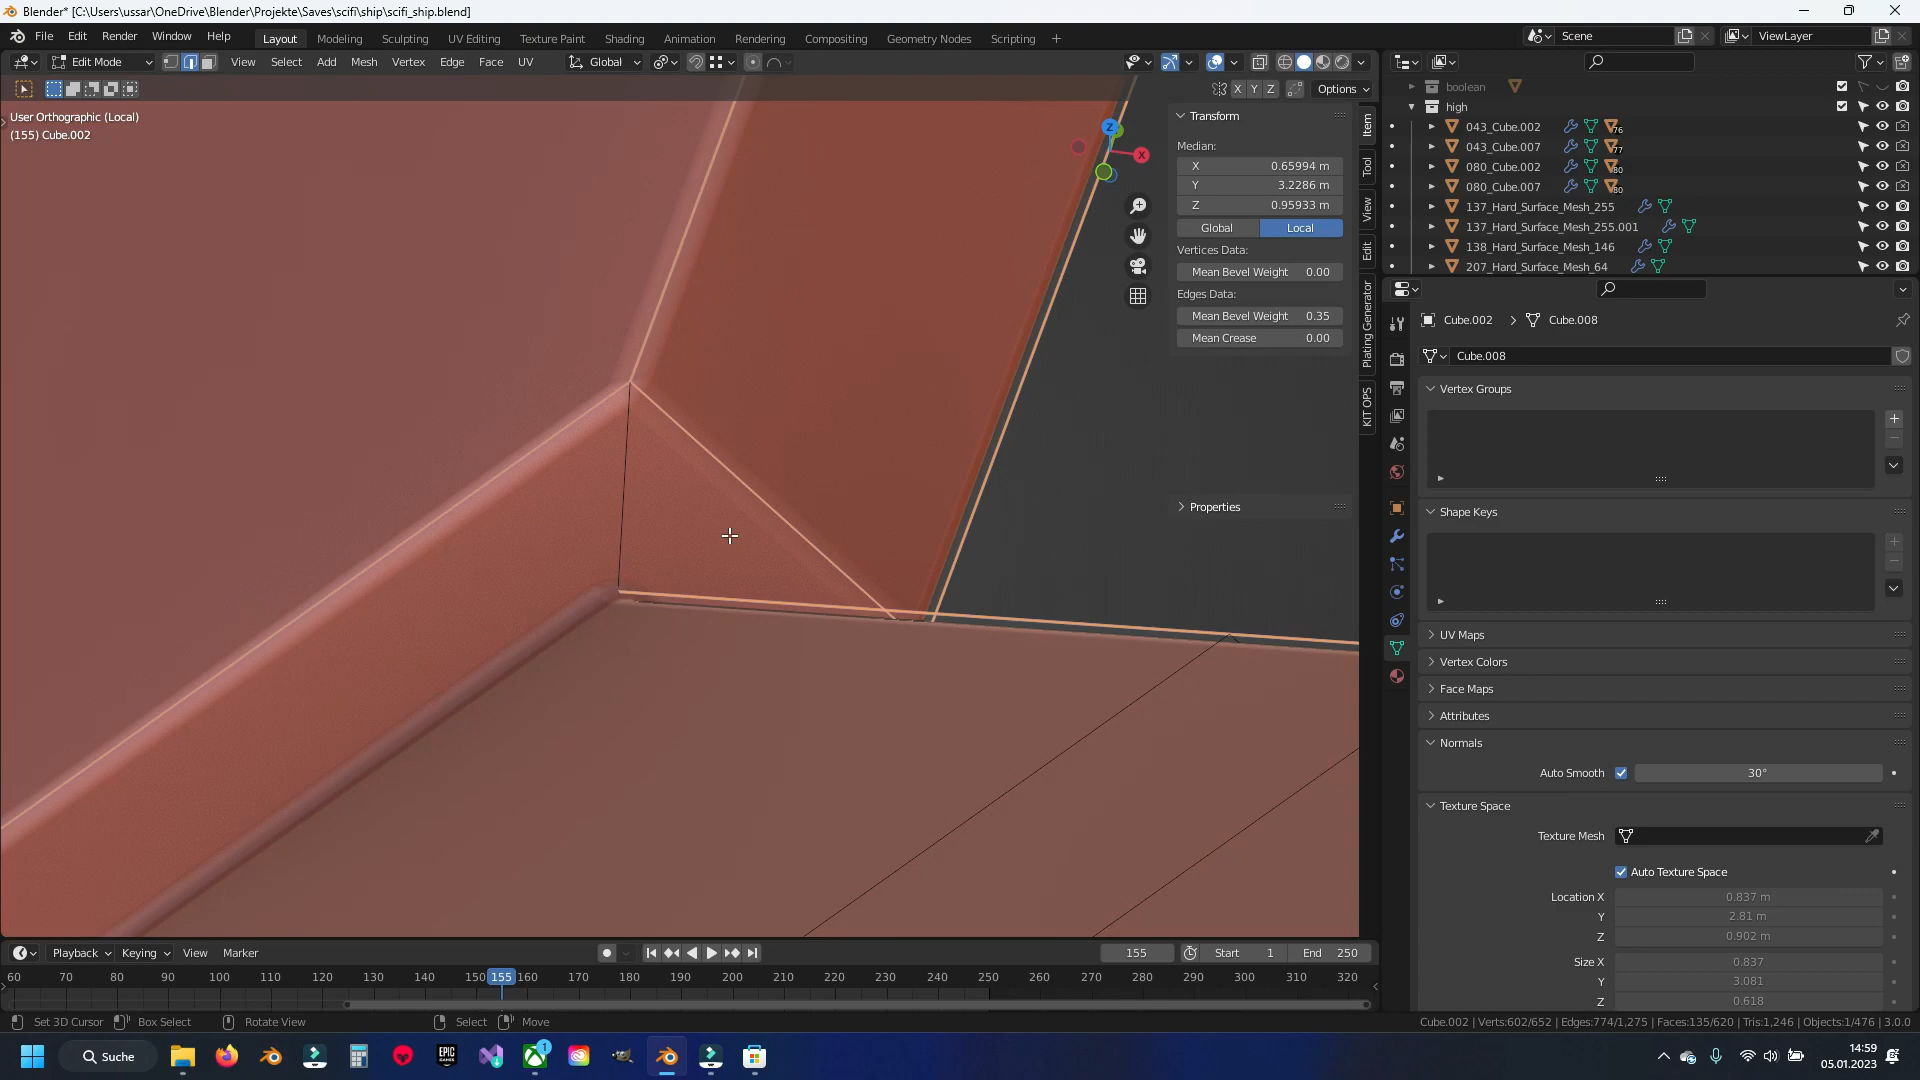 Blender* [C:\Users\ussar\OneDrive\Blender\Projekte\Saves\scifi\ship\scifi_ship.blend]
File Edit Render Window Help Layout Modeling Sculpting UV Editing Texture Paint Shading Animation Rendering Compositing Geometry Nodes Scripting + Scene ViewLayer
Edit Mode View Select Add Mesh Vertex Edge Face UV Global
X Y Z Options
User Orthographic (Local)
(155) Cube.002
Z
X
Transform
Median:
X 0.65994 m
Y 3.2286 m
Z 0.95933 m
Global Local
Vertices Data:
Mean Bevel Weight 0.00
Edges Data:
Mean Bevel Weight 0.35
Mean Crease 0.00
Properties
Item
Tool
View
Edit
Plating Generator
KIT OPS
boolean
high
043_Cube.002 76
043_Cube.007 77
080_Cube.002 80
080_Cube.007 80
137_Hard_Surface_Mesh_255
137_Hard_Surface_Mesh_255.001
138_Hard_Surface_Mesh_146
207_Hard_Surface_Mesh_64
Cube.002 > Cube.008
Cube.008
Vertex Groups
Shape Keys
UV Maps
Vertex Colors
Face Maps
Attributes
Normals
Auto Smooth 30°
Texture Space
Texture Mesh
Auto Texture Space
Location X 0.837 m
Y 2.81 m
Z 0.902 m
Size X 0.837
Y 3.081
Z 0.618
Playback Keying View Marker 155 Start 1 End 250
60 70 80 90 100 110 120 130 140 150 155 160 170 180 190 200 210 220 230 240 250 260 270 280 290 300 310 320
Set 3D Cursor Box Select Rotate View Select Move
Cube.002 | Verts:602/652 | Edges:774/1,275 | Faces:135/620 | Tris:1,246 | Objects:1/476 | 3.0.0
Suche EPIC GAMES 1
14:59
05.01.2023